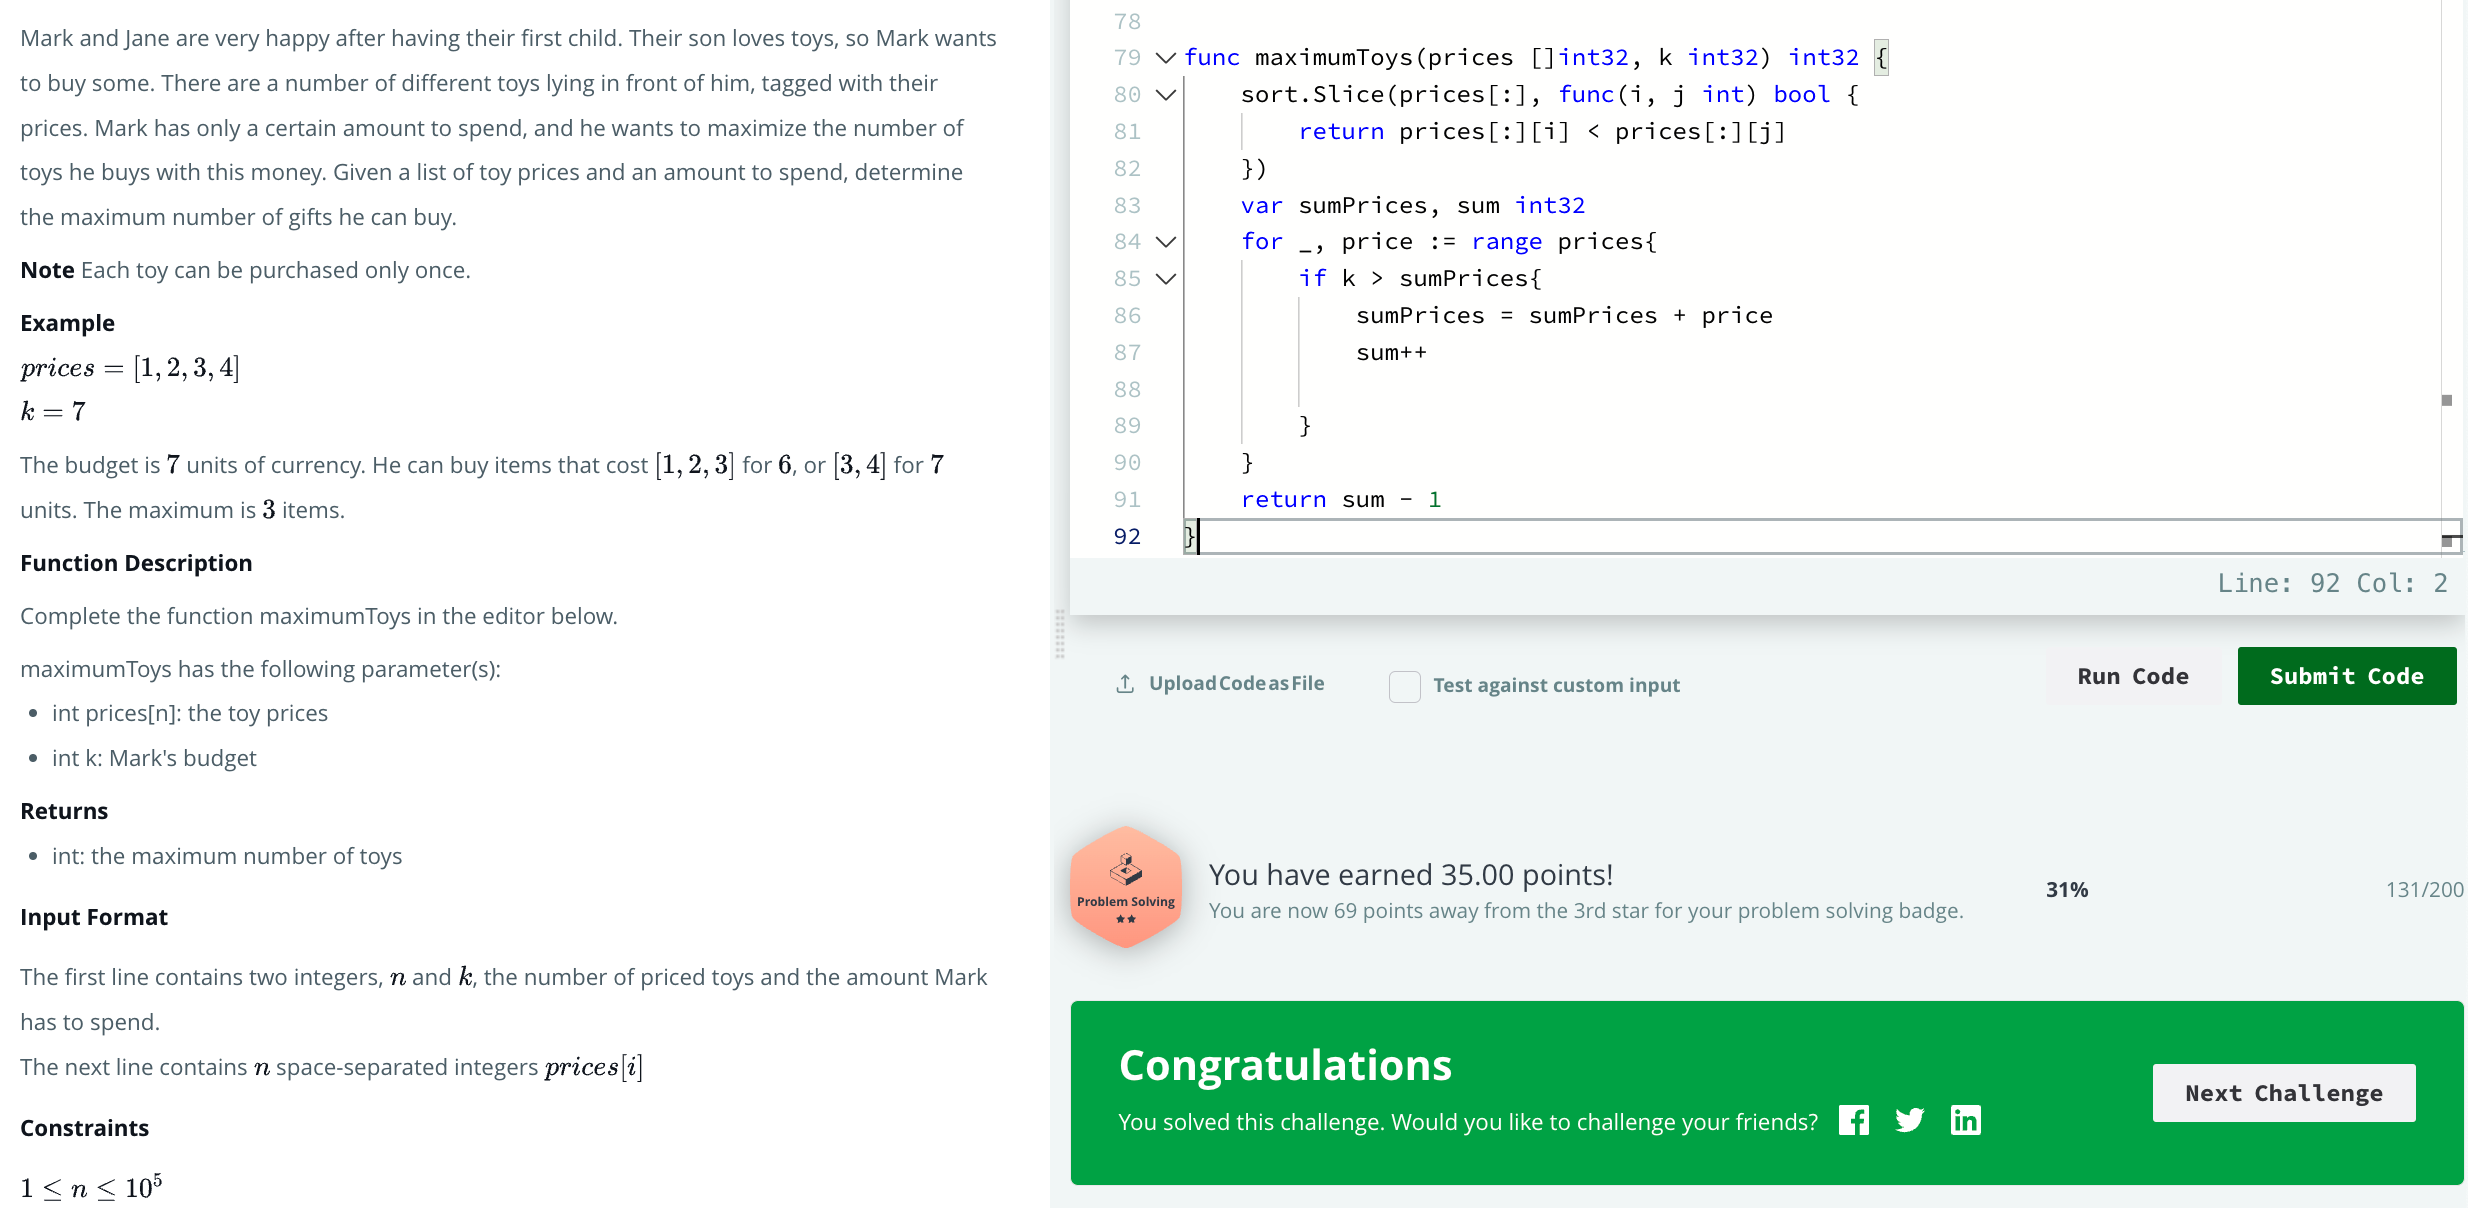 Mark and Jane are very happy after having their first child. Their son loves toys, so Mark wants
to buy some. There are a number of different toys lying in front of him, tagged with their
prices. Mark has only a certain amount to spend, and he wants to maximize the number of
toys he buys with this money. Given a list of toy prices and an amount to spend, determine
the maximum number of gifts he can buy.
Note Each toy can be purchased only once.
Example
prices = [1, 2, 3, 4]
k = 7
The budget is 7 units of currency. He can buy items that cost [1, 2, 3] for 6, or [3, 4] for 7
units. The maximum is 3 items.
Function Description
Complete the function maximumToys in the editor below.
maximumToys has the following parameter(s):
• int prices[n]: the toy prices
• int k: Mark's budget
Returns
• int: the maximum number of toys
Input Format
The first line contains two integers, n and k, the number of priced toys and the amount Mark
has to spend.
The next line contains n space-separated integers prices[i]
Constraints
1 ≤ n ≤ 10⁵
78
79 func maximumToys(prices []int32, k int32) int32 {
80 sort.Slice(prices[:], func(i, j int) bool {
81 return prices[:][i] < prices[:][j]
82 })
83 var sumPrices, sum int32
84 for _, price := range prices{
85 if k > sumPrices{
86 sumPrices = sumPrices + price
87 sum++
88
89 }
90 }
91 return sum - 1
92 }
Line: 92 Col: 2
Upload Code as File
Test against custom input
Run Code
Submit Code
Problem Solving
You have earned 35.00 points!
You are now 69 points away from the 3rd star for your problem solving badge.
31%
131/200
Congratulations
You solved this challenge. Would you like to challenge your friends?
Next Challenge